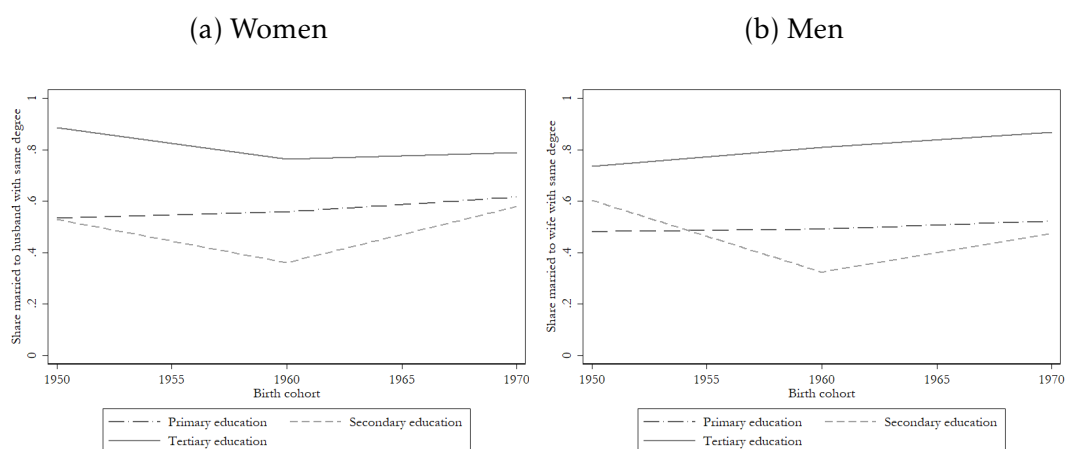 (a) Women
Share married to husband with same degree
1
.8
.6
.4
.2
0
1950 1955 1960 1965 1970
Birth cohort
Primary education Secondary education
Tertiary education
(b) Men
Share married to wife with same degree
1
.8
.6
.4
.2
0
1950 1955 1960 1965 1970
Birth cohort
Primary education Secondary education
Tertiary education